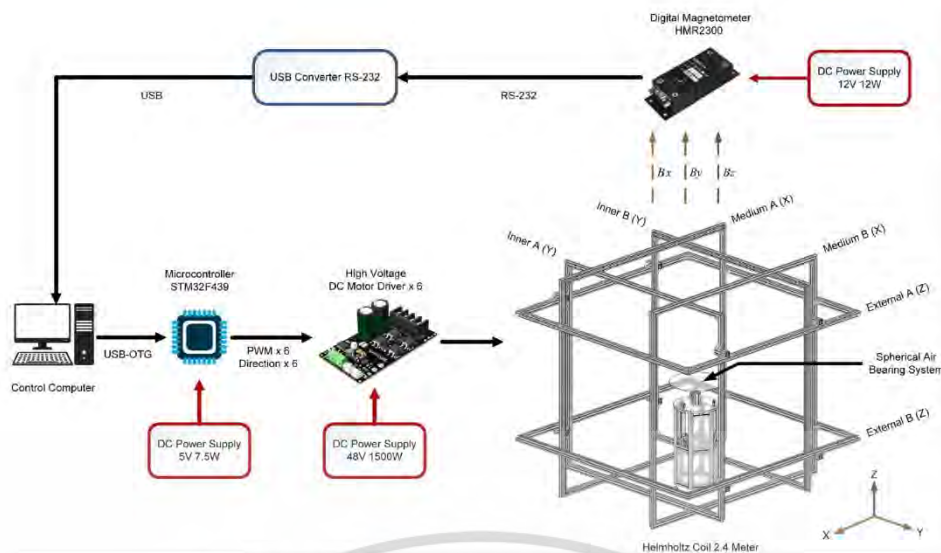 Digital Magnetometer
HMR2300
USB Converter RS-232
DC Power Supply
12V 12W
USB
RS-232
Bx
By
Bz
Inner B (Y)
Medium A (X)
Inner A (Y)
Medium B (X)
High Voltage
DC Motor Driver x 6
Microcontroller
STM32F439
External A (Z)
USB-OTG
PWM x 6
Direction x 6
Spherical Air
Bearing System
Control Computer
External B (Z)
DC Power Supply
5V 7.5W
DC Power Supply
48V 1500W
Z
X
Y
Helmholtz Coil 2.4 Meter